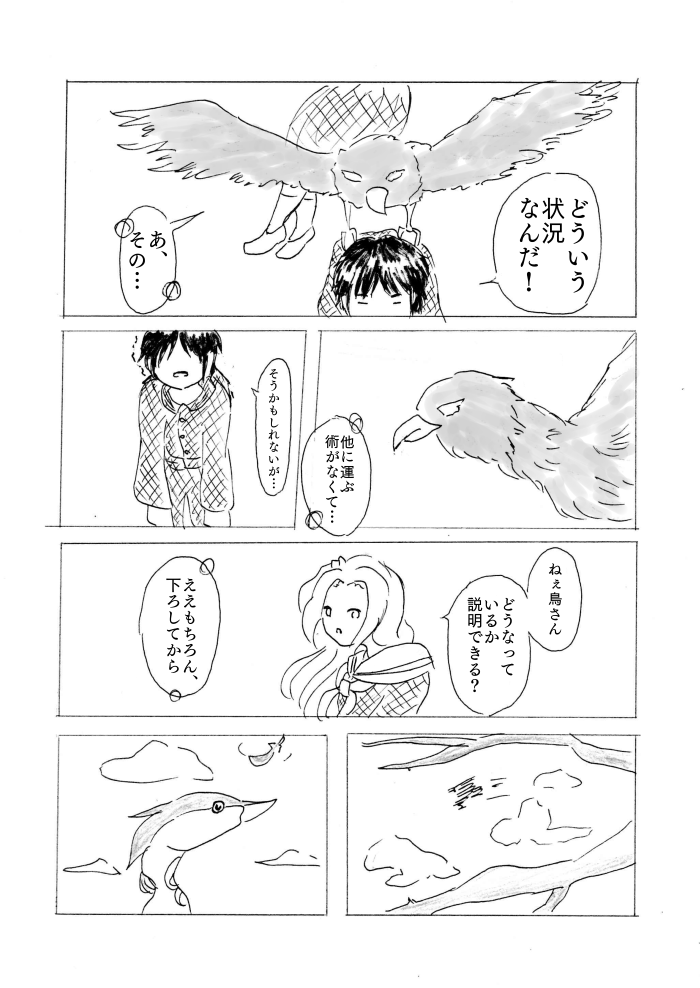 どういう
状況
なんだ！
あ、
その…
他に運ぶ
術がなくて…
そうかもしれないが…
ねぇ鳥さん
どうなって
いるか
説明できる？
ええもちろん、
下ろしてから